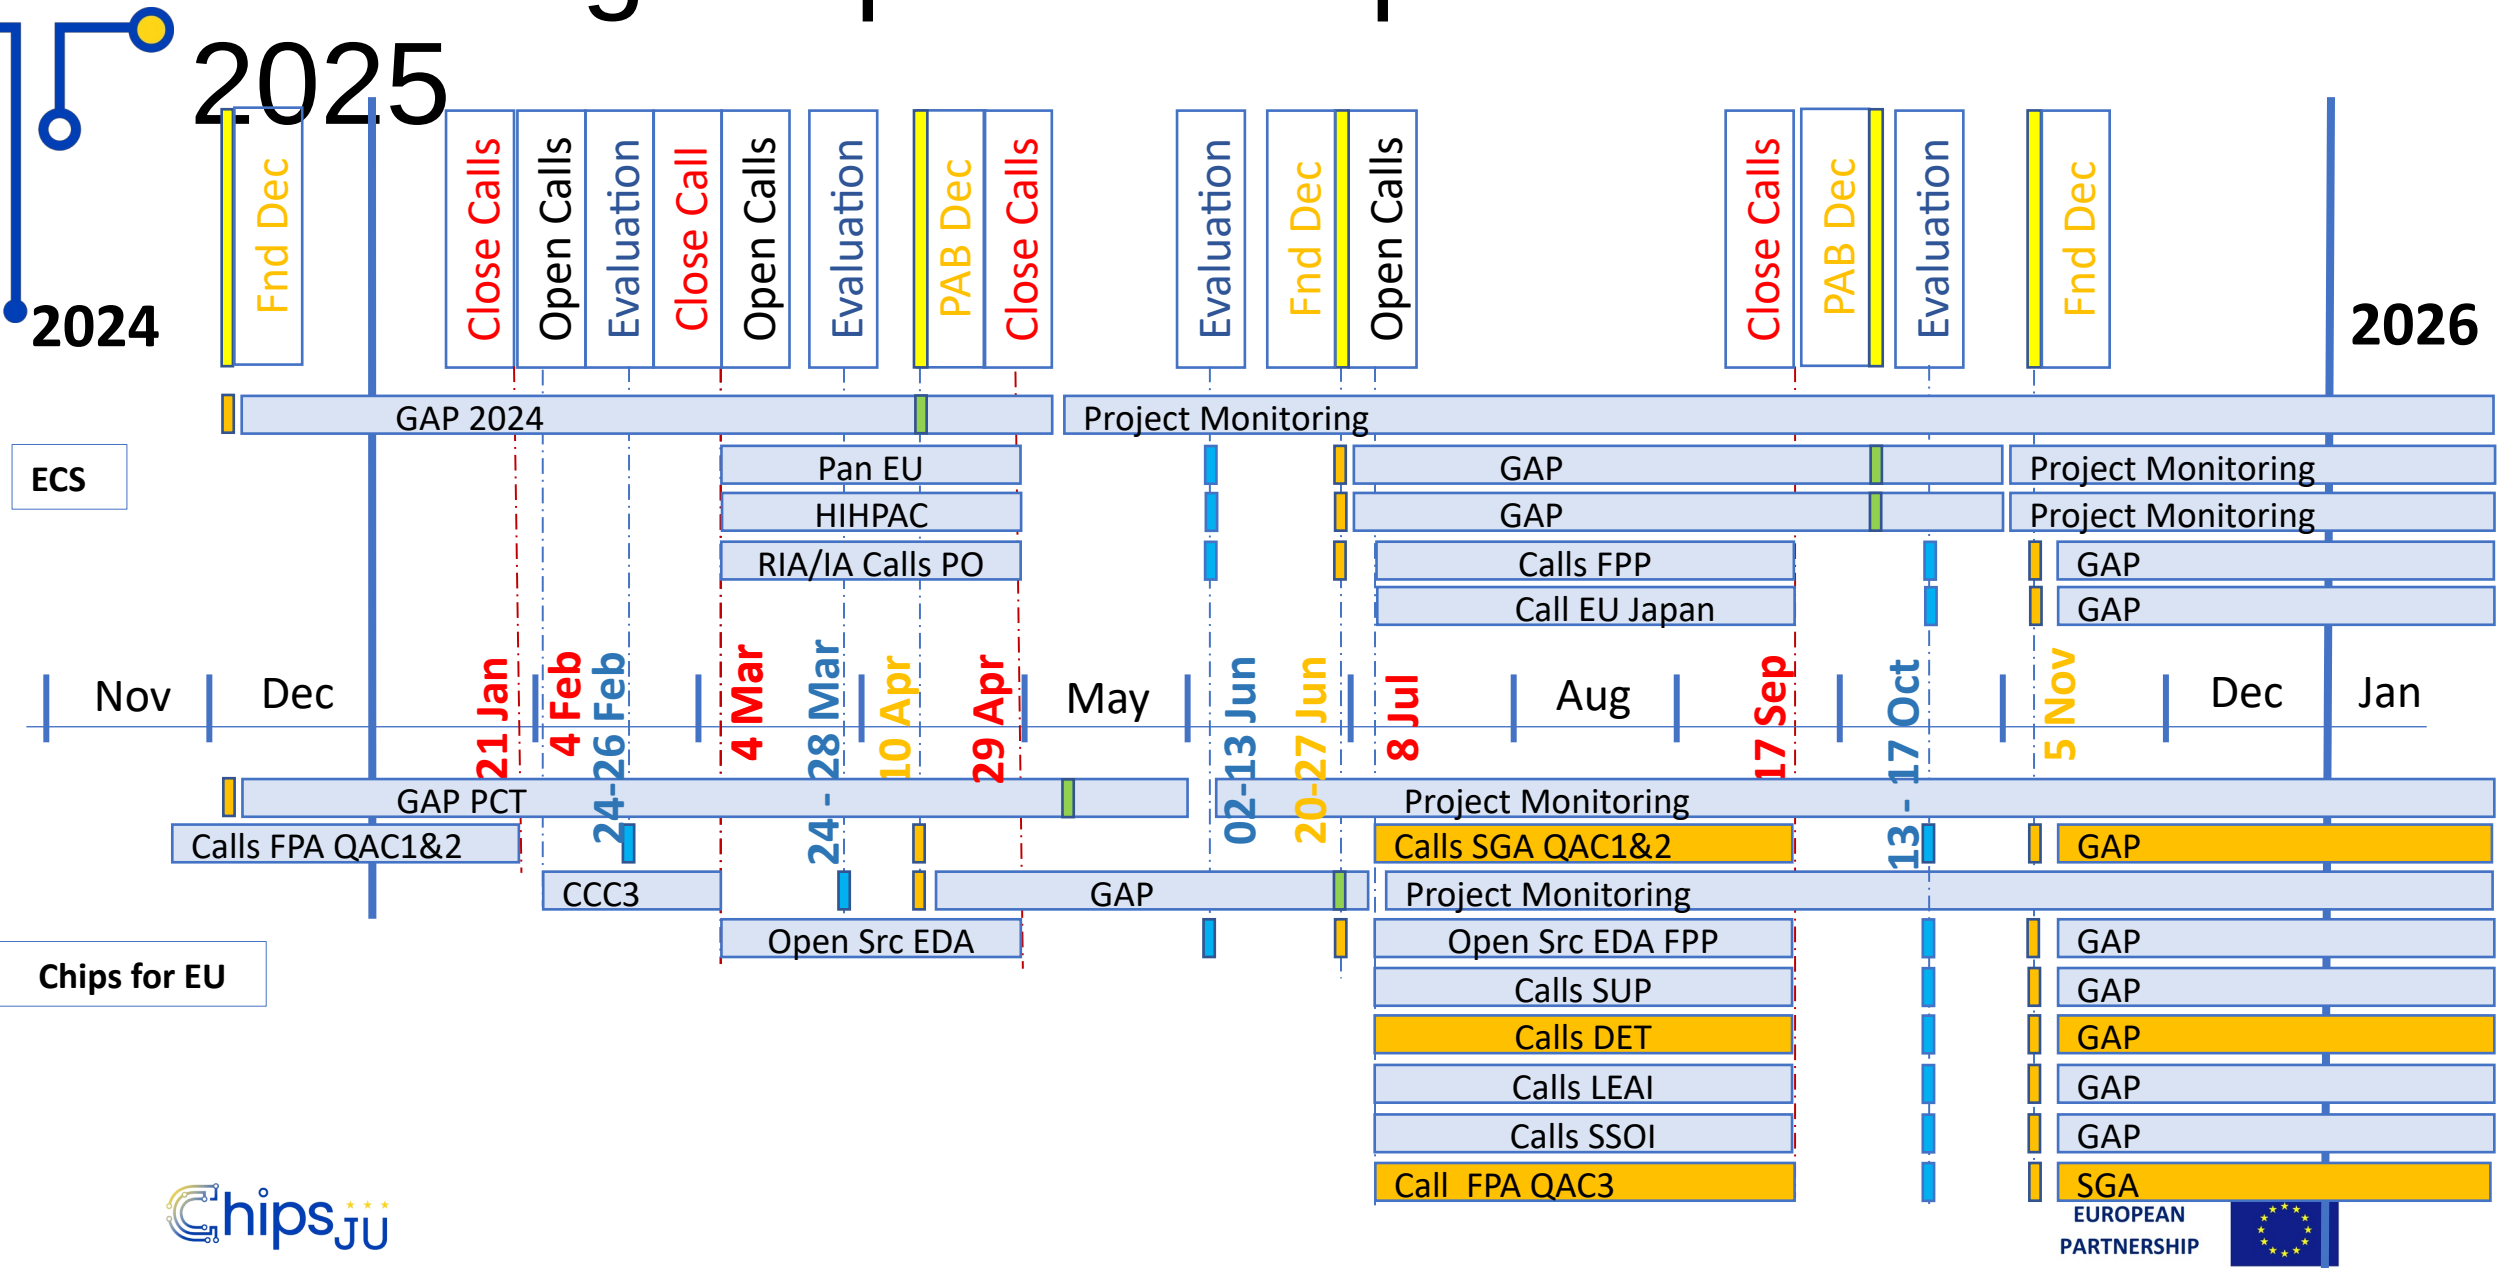 2025
Fnd Dec
Close Calls
Open Calls
Evaluation
Close Call
Open Calls
Evaluation
PAB Dec
Close Calls
Evaluation
Fnd Dec
Open Calls
Close Calls
PAB Dec
Evaluation
Fnd Dec
2024
2026
GAP 2024
Project Monitoring
ECS
Pan EU
GAP
Project Monitoring
HIHPAC
GAP
Project Monitoring
RIA/IA Calls PO
Calls FPP
GAP
Call EU Japan
GAP
Nov
Dec
21 Jan
4 Feb
24-26 Feb
4 Mar
24 - 28 Mar
10 Apr
29 Apr
May
02-13 Jun
20-27 Jun
8 Jul
Aug
17 Sep
13 - 17 Oct
5 Nov
Dec
Jan
GAP PCT
Project Monitoring
Calls FPA QAC1&2
Calls SGA QAC1&2
GAP
CCC3
GAP
Project Monitoring
Open Src EDA
Open Src EDA FPP
GAP
Chips for EU
Calls SUP
GAP
Calls DET
GAP
Calls LEAI
GAP
Calls SSOI
GAP
Call FPA QAC3
SGA
Chips JU
EUROPEAN
PARTNERSHIP